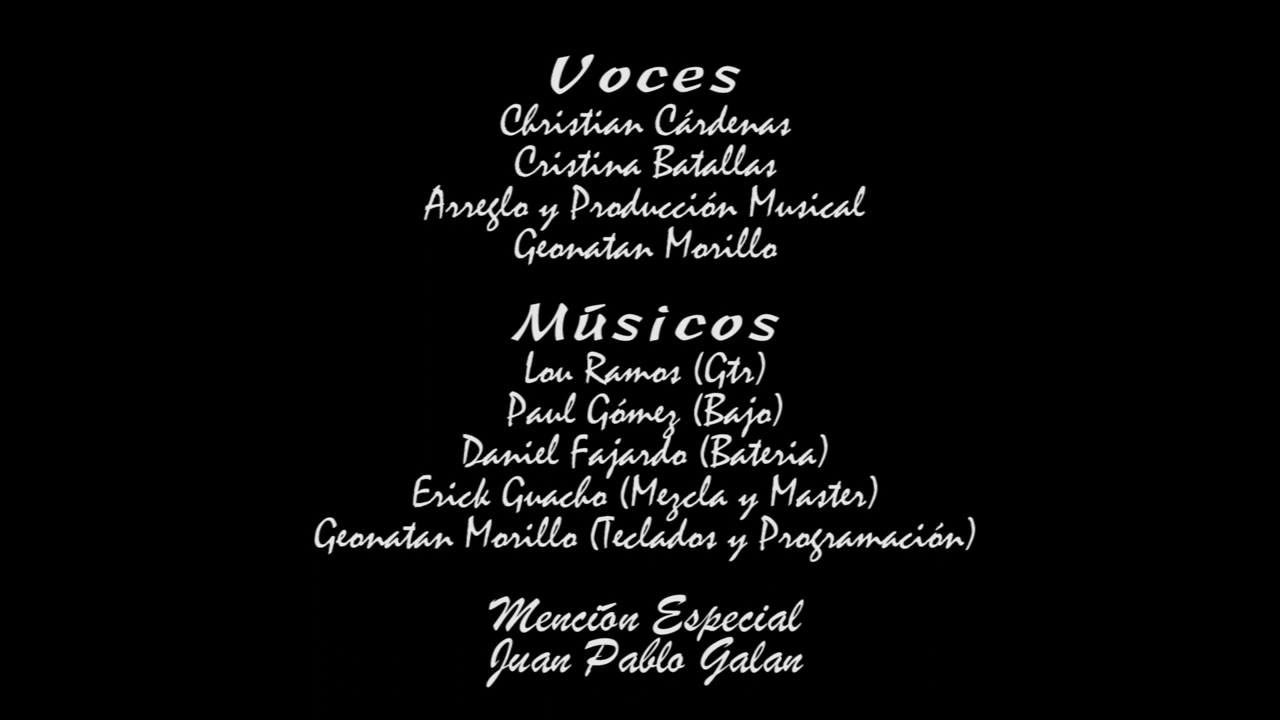 Voces
Christian Cárdenas
Cristina Batallas
Arreglo y Producción Musical
Geonatan Morillo
Músicos
Lou Ramos (Gtr)
Paul Gómez (Bajo)
Daniel Fajardo (Bateria)
Erick Guacho (Mezcla y Master)
Geonatan Morillo (Teclados y Programación)
Mención Especial
Juan Pablo Galan